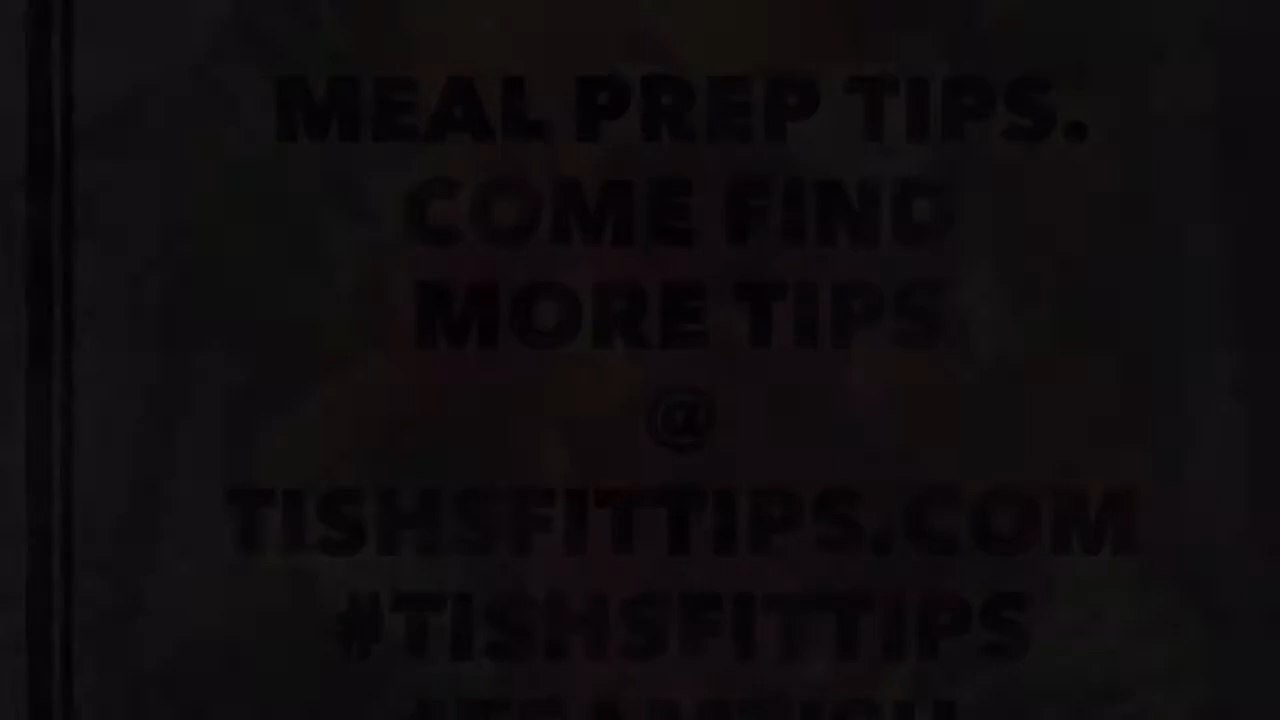 MEAL PREP TIPS.
COME FIND
MORE TIPS
@
TISHSFITTIPS.COM
#TISHSFITTIPS